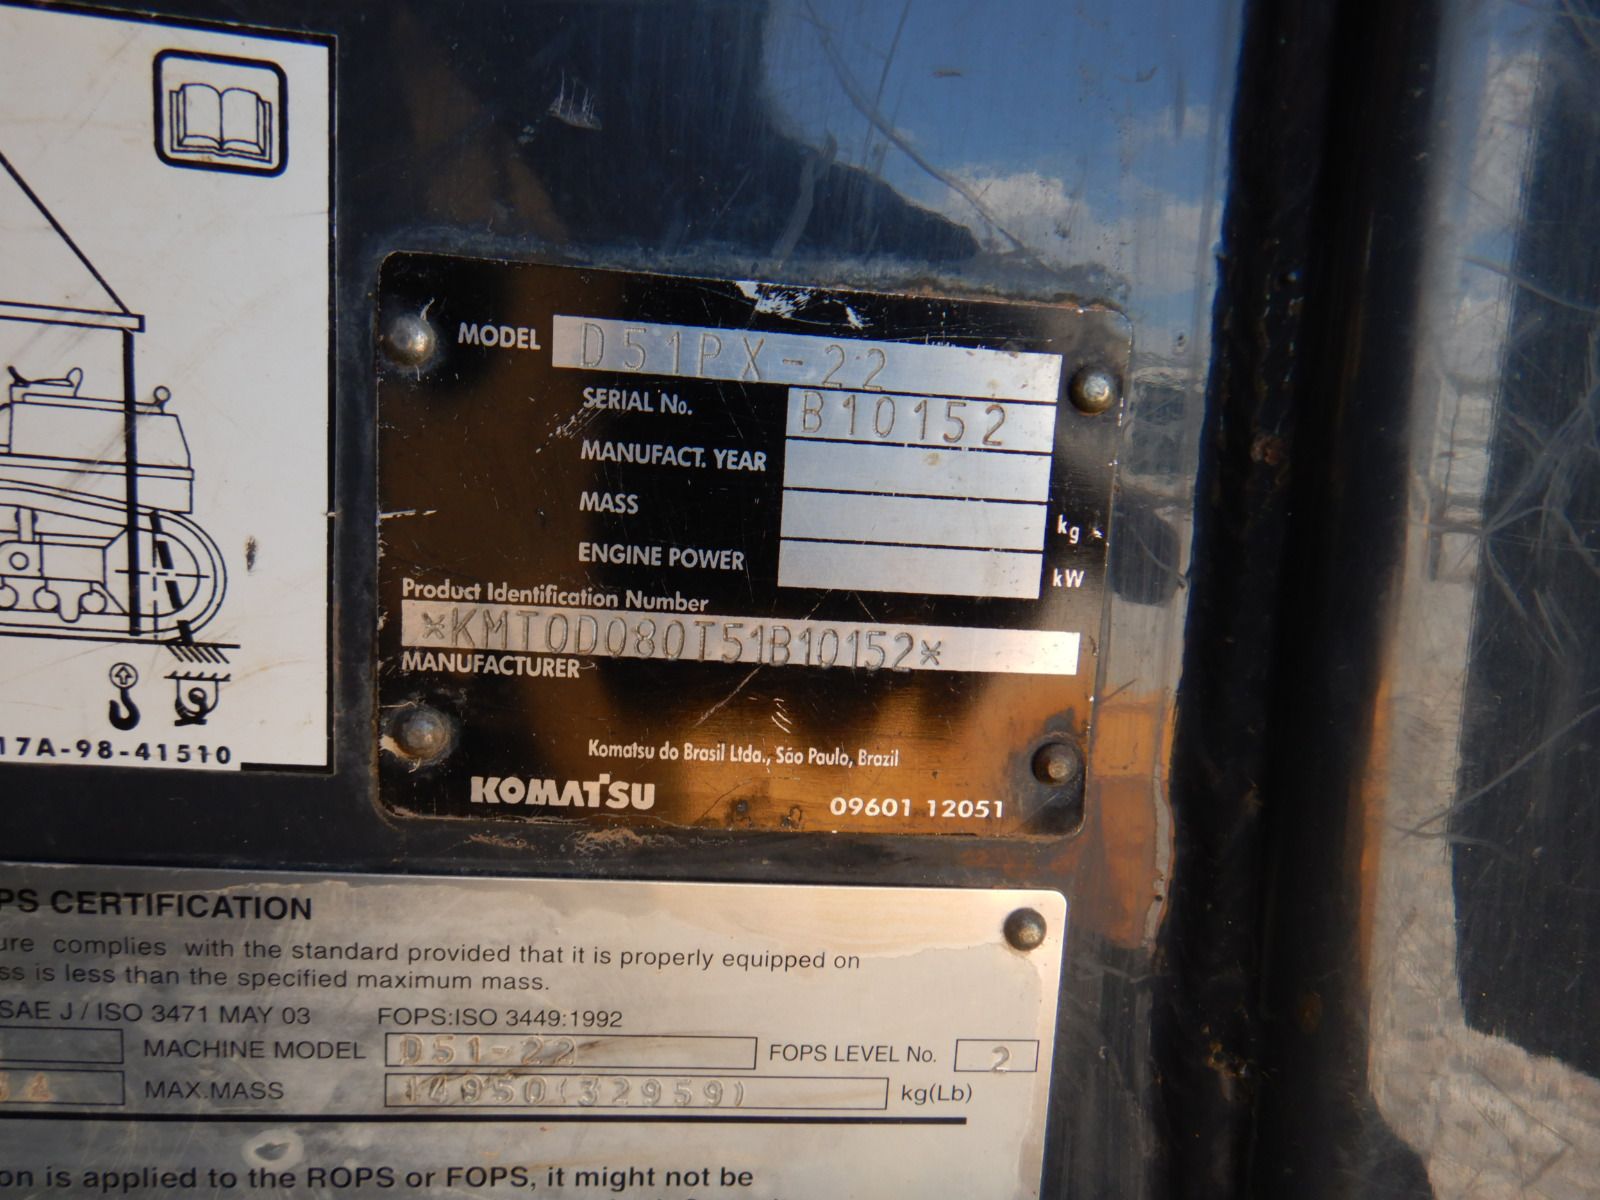 MODEL D51PX-22
SERIAL No. B10152
MANUFACT. YEAR
MASS kg
ENGINE POWER kW
Product Identification Number
*KMT0D080T51B10152*
MANUFACTURER
Komatsu do Brasil Ltda., São Paulo, Brazil
KOMATSU 09601 12051
17A-98-41510
PS CERTIFICATION
ure complies with the standard provided that it is properly equipped on
ss is less than the specified maximum mass.
SAE J / ISO 3471 MAY 03 FOPS:ISO 3449:1992
MACHINE MODEL D51-22 FOPS LEVEL No. 2
MAX.MASS 14950(32959) kg(Lb)
on is applied to the ROPS or FOPS, it might not be